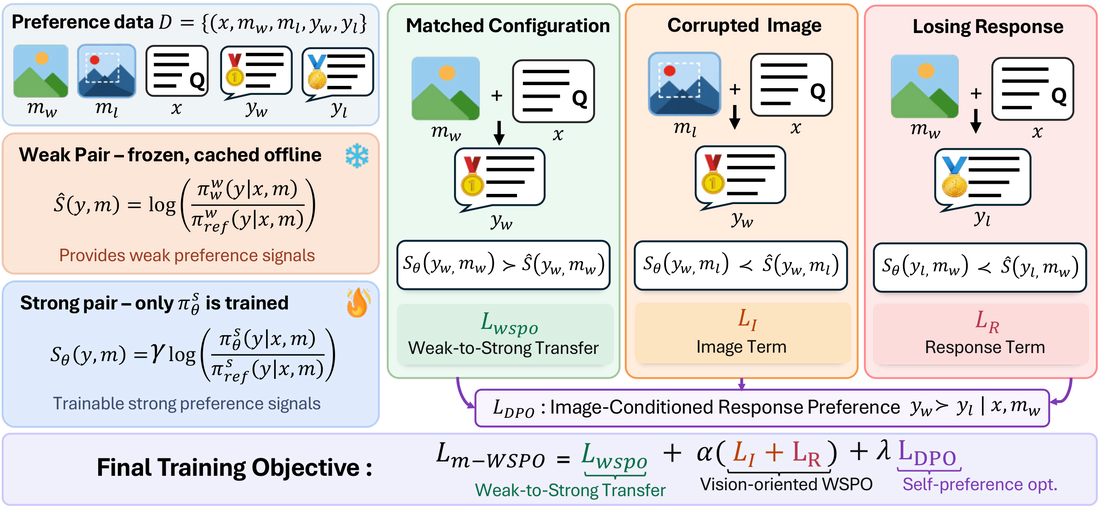 Preference data D = {(x, m_w, m_l, y_w, y_l}
Q
m_w m_l x y_w y_l
Weak Pair – frozen, cached offline
Ŝ(y, m) = log(π_w^w(y|x, m) / π_ref^w(y|x, m))
Provides weak preference signals
Strong pair – only π_θ^s is trained
S_θ(y, m) = γ log(π_θ^s(y|x, m) / π_ref^s(y|x, m))
Trainable strong preference signals
Matched Configuration
+
Q
m_w x
y_w
S_θ(y_w, m_w) ≻ Ŝ(y_w, m_w)
L_wspo
Weak-to-Strong Transfer
Corrupted Image
+
Q
m_l x
y_w
S_θ(y_w, m_l) ≺ Ŝ(y_w, m_l)
L_I
Image Term
Losing Response
+
Q
m_w x
y_l
S_θ(y_l, m_w) ≺ Ŝ(y_l, m_w)
L_R
Response Term
L_DPO : Image-Conditioned Response Preference y_w ≻ y_l | x, m_w
Final Training Objective : L_m−WSPO = L_wspo + α(L_I + L_R) + λ L_DPO
Weak-to-Strong Transfer Vision-oriented WSPO Self-preference opt.